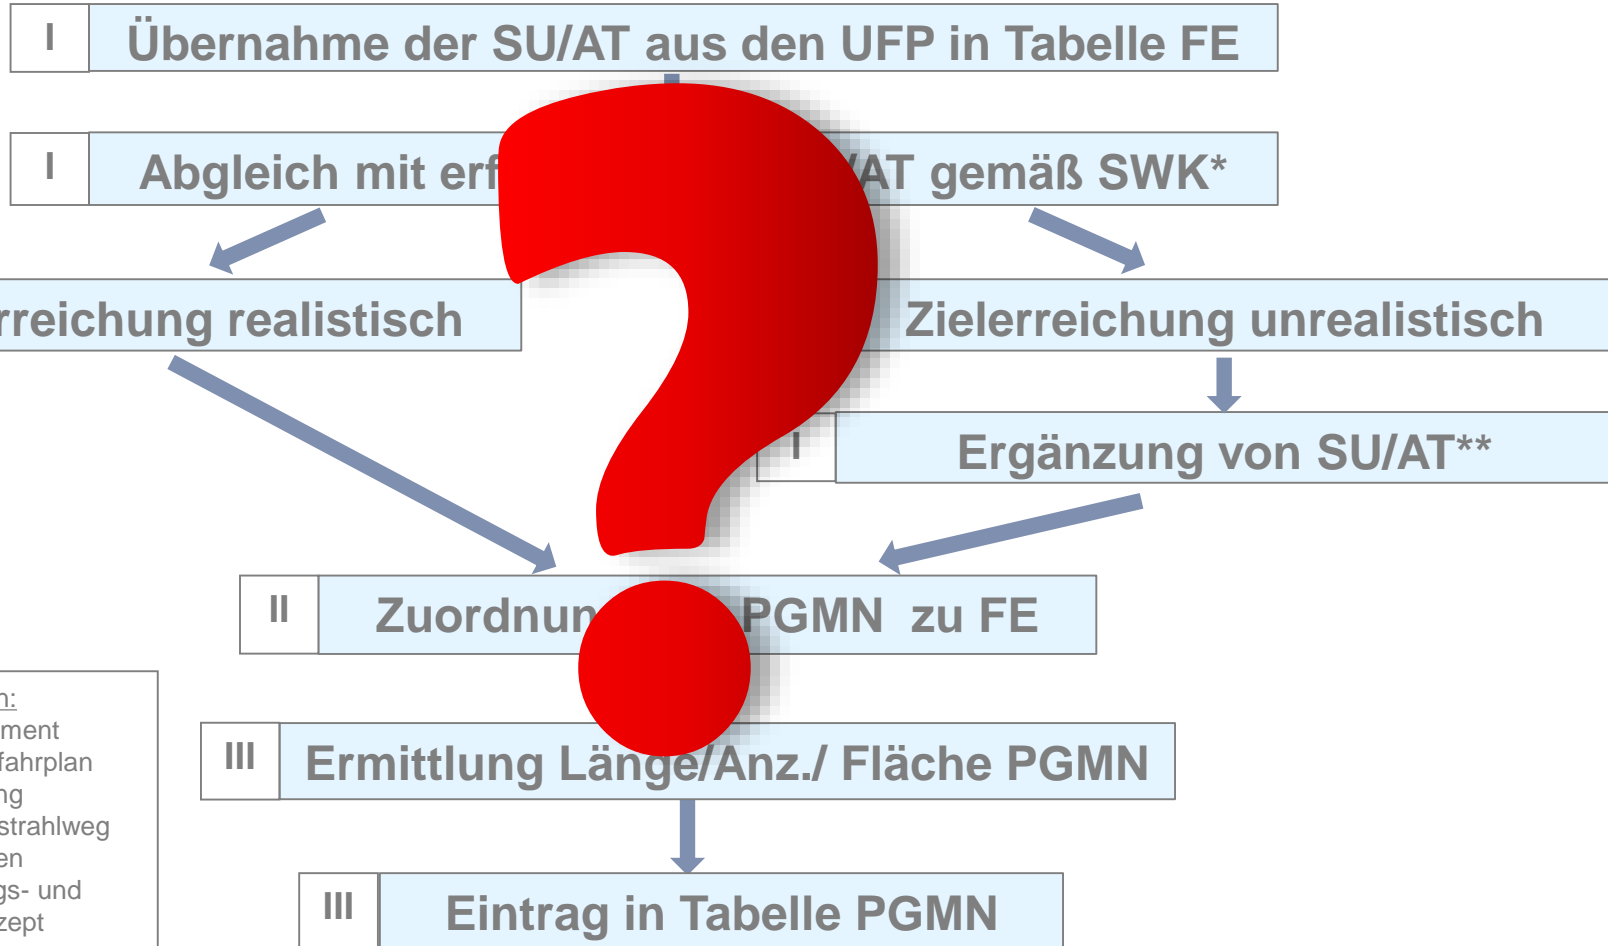 I Übernahme der SU/AT aus den UFP in Tabelle FE
I Abgleich mit erf /AT gemäß SWK*
rreichung realistisch
Zielerreichung unrealistisch
I Ergänzung von SU/AT**
II Zuordnun PGMN zu FE
III Ermittlung Länge/Anz./ Fläche PGMN
III Eintrag in Tabelle PGMN
n:
ment
fahrplan
ng
strahlweg
en
gs- und
zept